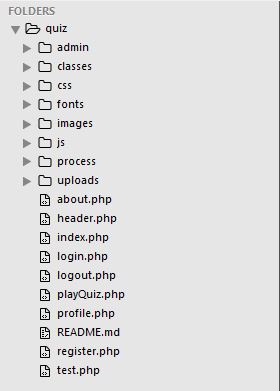 FOLDERS
quiz
admin
classes
css
fonts
images
js
process
uploads
about.php
header.php
index.php
login.php
logout.php
playQuiz.php
profile.php
README.md
register.php
test.php